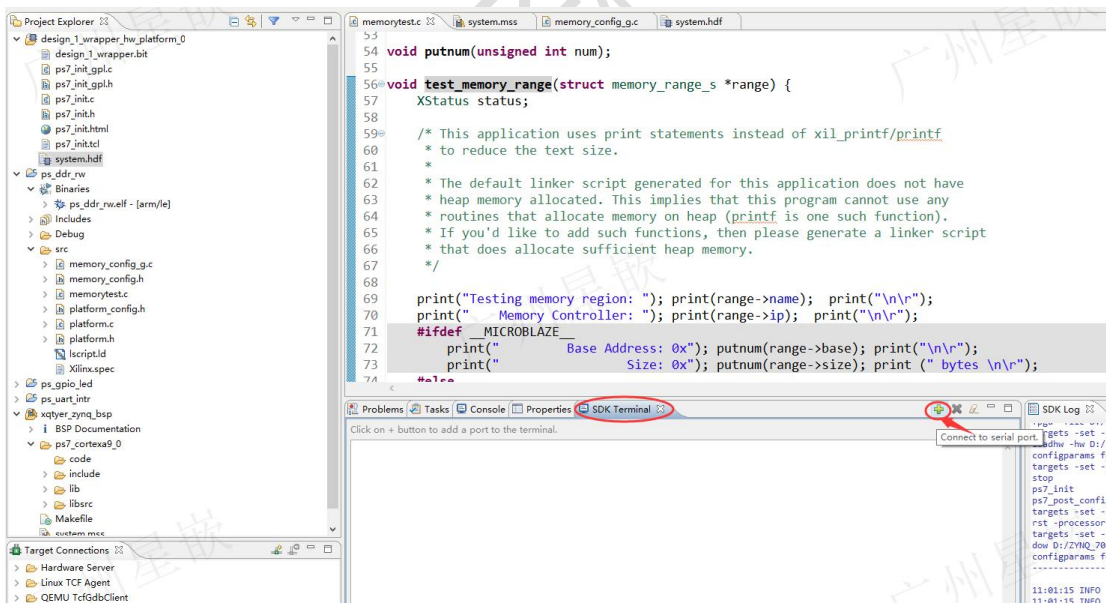 Project Explorer
design_1_wrapper_hw_platform_0
design_1_wrapper.bit
ps7_init_gpl.c
ps7_init_gpl.h
ps7_init.c
ps7_init.h
ps7_init.html
ps7_init.tcl
system.hdf
ps_ddr_rw
Binaries
ps_ddr_rw.elf - [arm/le]
Includes
Debug
src
memory_config_g.c
memory_config.h
memorytest.c
platform_config.h
platform.c
platform.h
lscript.ld
Xilinx.spec
ps_gpio_led
ps_uart_intr
xqtyer_zynq_bsp
BSP Documentation
ps7_cortexa9_0
code
include
lib
libsrc
Makefile
system.mss
Target Connections
Hardware Server
Linux TCF Agent
QEMU TcfGdbClient
memorytest.c system.mss memory_config_g.c system.hdf
53
54 void putnum(unsigned int num);
55
56 void test_memory_range(struct memory_range_s *range) {
57 XStatus status;
58
59 /* This application uses print statements instead of xil_printf/printf
60 * to reduce the text size.
61 *
62 * The default linker script generated for this application does not have
63 * heap memory allocated. This implies that this program cannot use any
64 * routines that allocate memory on heap (printf is one such function).
65 * If you'd like to add such functions, then please generate a linker script
66 * that does allocate sufficient heap memory.
67 */
68
69 print("Testing memory region: "); print(range->name); print("\n\r");
70 print("    Memory Controller: "); print(range->ip); print("\n\r");
71 #ifdef __MICROBLAZE__
72 print("         Base Address: 0x"); putnum(range->base); print("\n\r");
73 print("                 Size: 0x"); putnum(range->size); print (" bytes \n\r");
74 #else
Problems Tasks Console Properties SDK Terminal
Click on + button to add a port to the terminal.
Connect to serial port.
SDK Log
targets -set -
loadhw -hw D:/
configparams f
targets -set -
stop
ps7_init
ps7_post_confi
targets -set -
rst -processor
targets -set -
dow D:/ZYNQ_70
configparams f
----------------
11:01:15 INFO
11:01:15 INFO
广州星嵌